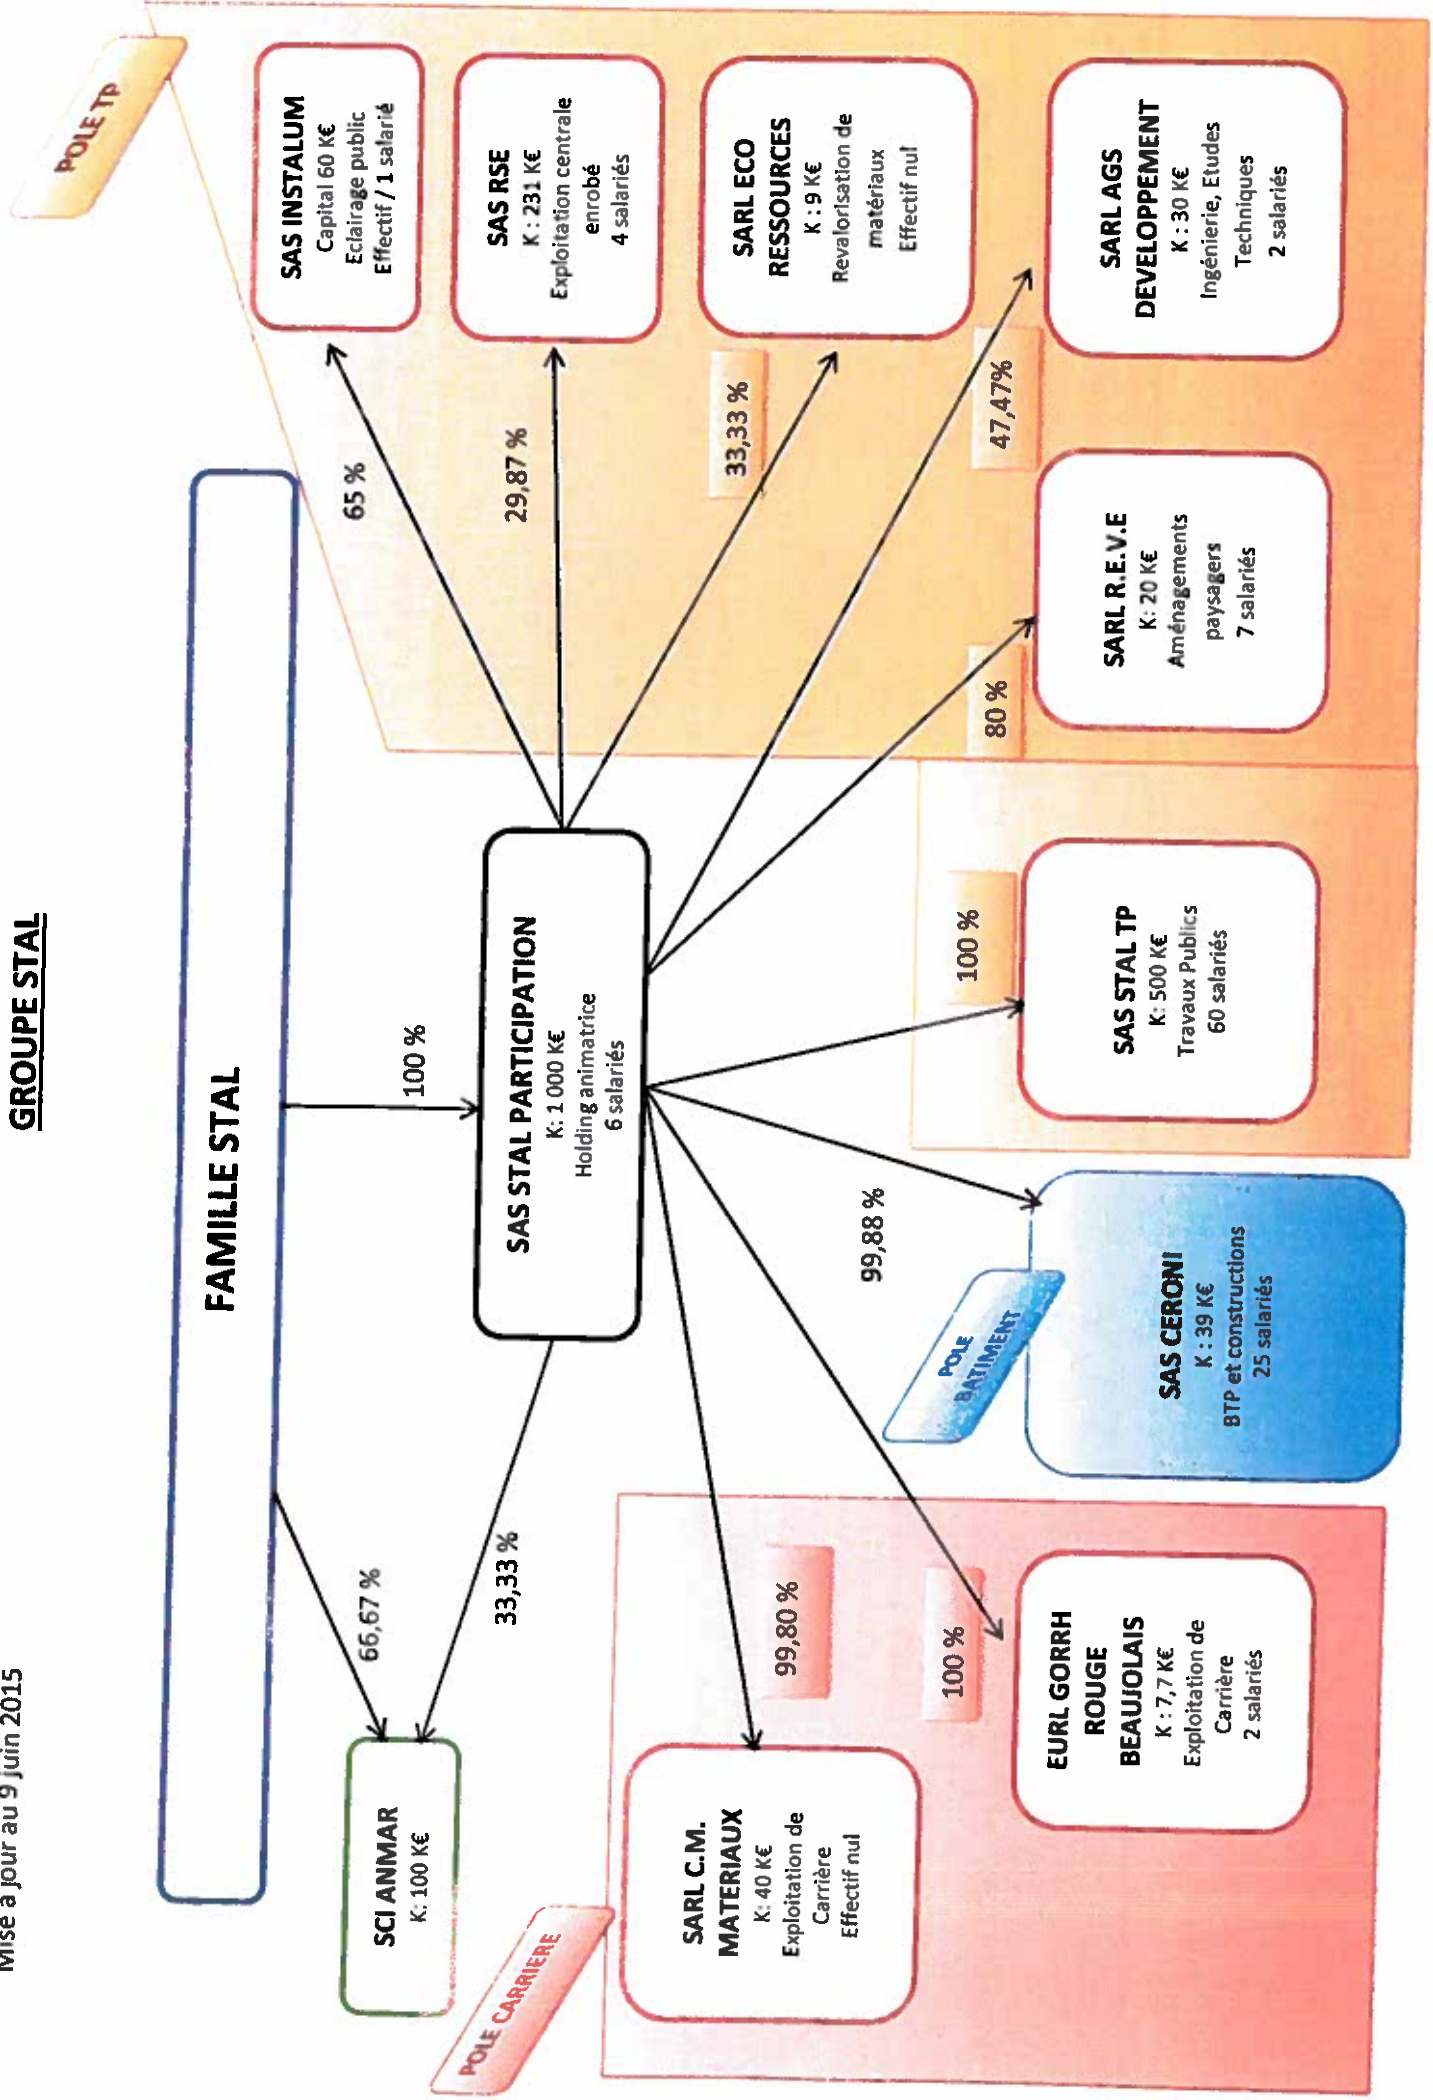 Mise à jour au 9 juin 2015
GROUPE STAL
FAMILLE STAL
66,67 %
100 %
SCI ANMAR
K: 100 K€
33,33 %
SAS STAL PARTICIPATION
K: 1 000 K€
Holding animatrice
6 salariés
POLE TP
65 %
SAS INSTALUM
Capital 60 K€
Eclairage public
Effectif / 1 salarié
29,87 %
SAS RSE
K : 231 K€
Exploitation centrale
enrobé
4 salariés
33,33 %
SARL ECO
RESSOURCES
K : 9 K€
Revalorisation de
matériaux
Effectif nul
47,47%
SARL AGS
DEVELOPPEMENT
K : 30 K€
Ingénierie, Etudes
Techniques
2 salariés
80 %
SARL R.E.V.E
K: 20 K€
Aménagements
paysagers
7 salariés
100 %
SAS STAL TP
K: 500 K€
Travaux Publics
60 salariés
99,88 %
POLE
BATIMENT
SAS CERONI
K : 39 K€
BTP et constructions
25 salariés
POLE CARRIERE
99,80 %
SARL C.M.
MATERIAUX
K: 40 K€
Exploitation de
Carrière
Effectif nul
100 %
EURL GORRH
ROUGE
BEAUJOLAIS
K : 7,7 K€
Exploitation de
Carrière
2 salariés